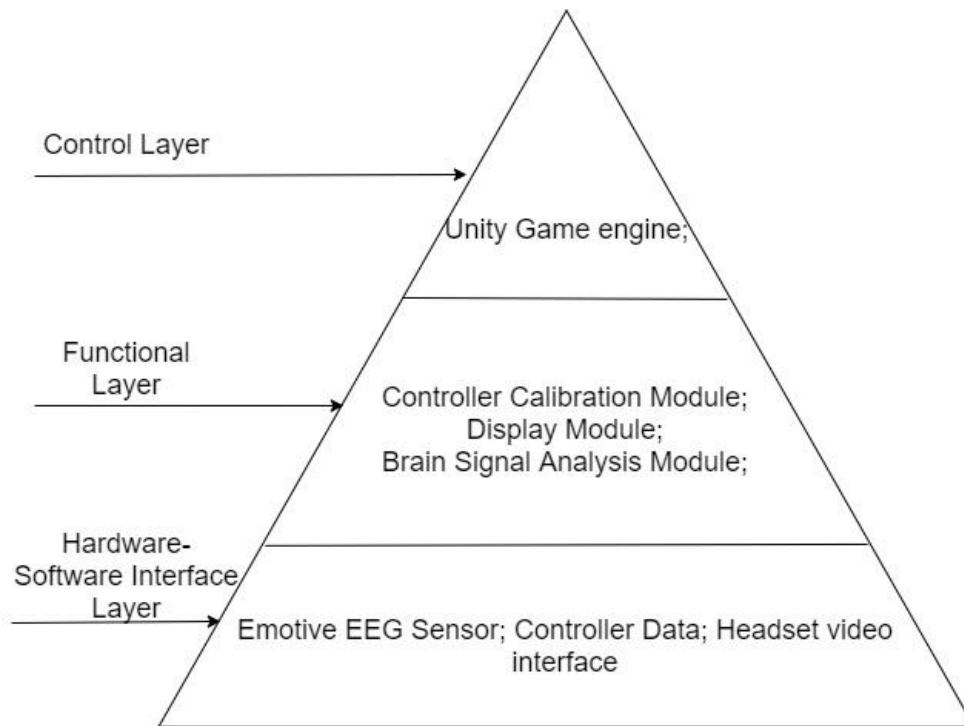 Control Layer
Unity Game engine;
Functional
Layer
Controller Calibration Module;
Display Module;
Brain Signal Analysis Module;
Hardware-
Software Interface
Layer
Emotive EEG Sensor; Controller Data; Headset video
interface